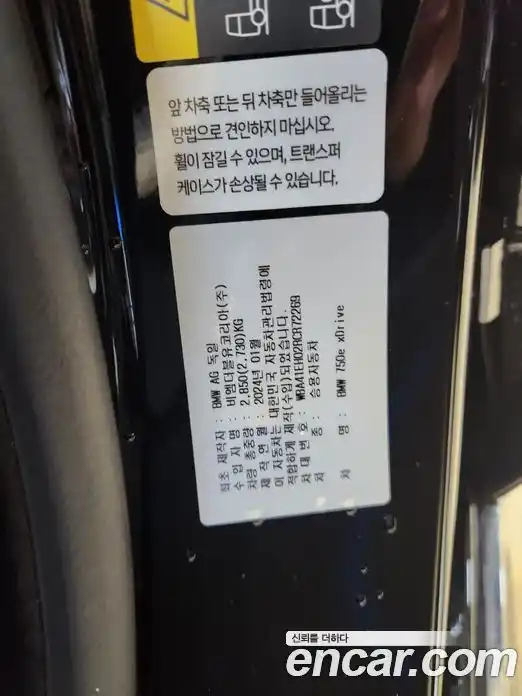 앞 차축 또는 뒤 차축만 들어올리는
방법으로 견인하지 마십시오.
휠이 잠길 수 있으며, 트랜스퍼
케이스가 손상될 수 있습니다.
최초 제작자 : BMW AG 독일
수 입 자 명 : 비엠더블유코리아(주)
차량 총중량 : 2,850(2,730)KG
제 작 연 월 : 2024년 01월
이 자동차는 대한민국 자동차관리법령에
적합하게 제작(수입)되었습니다.
차 대 번 호 : WBA41EH02RCR72269
차 종 : 승용자동차
차 명 : BMW 750e xDrive
신뢰를 더하다
encar.com